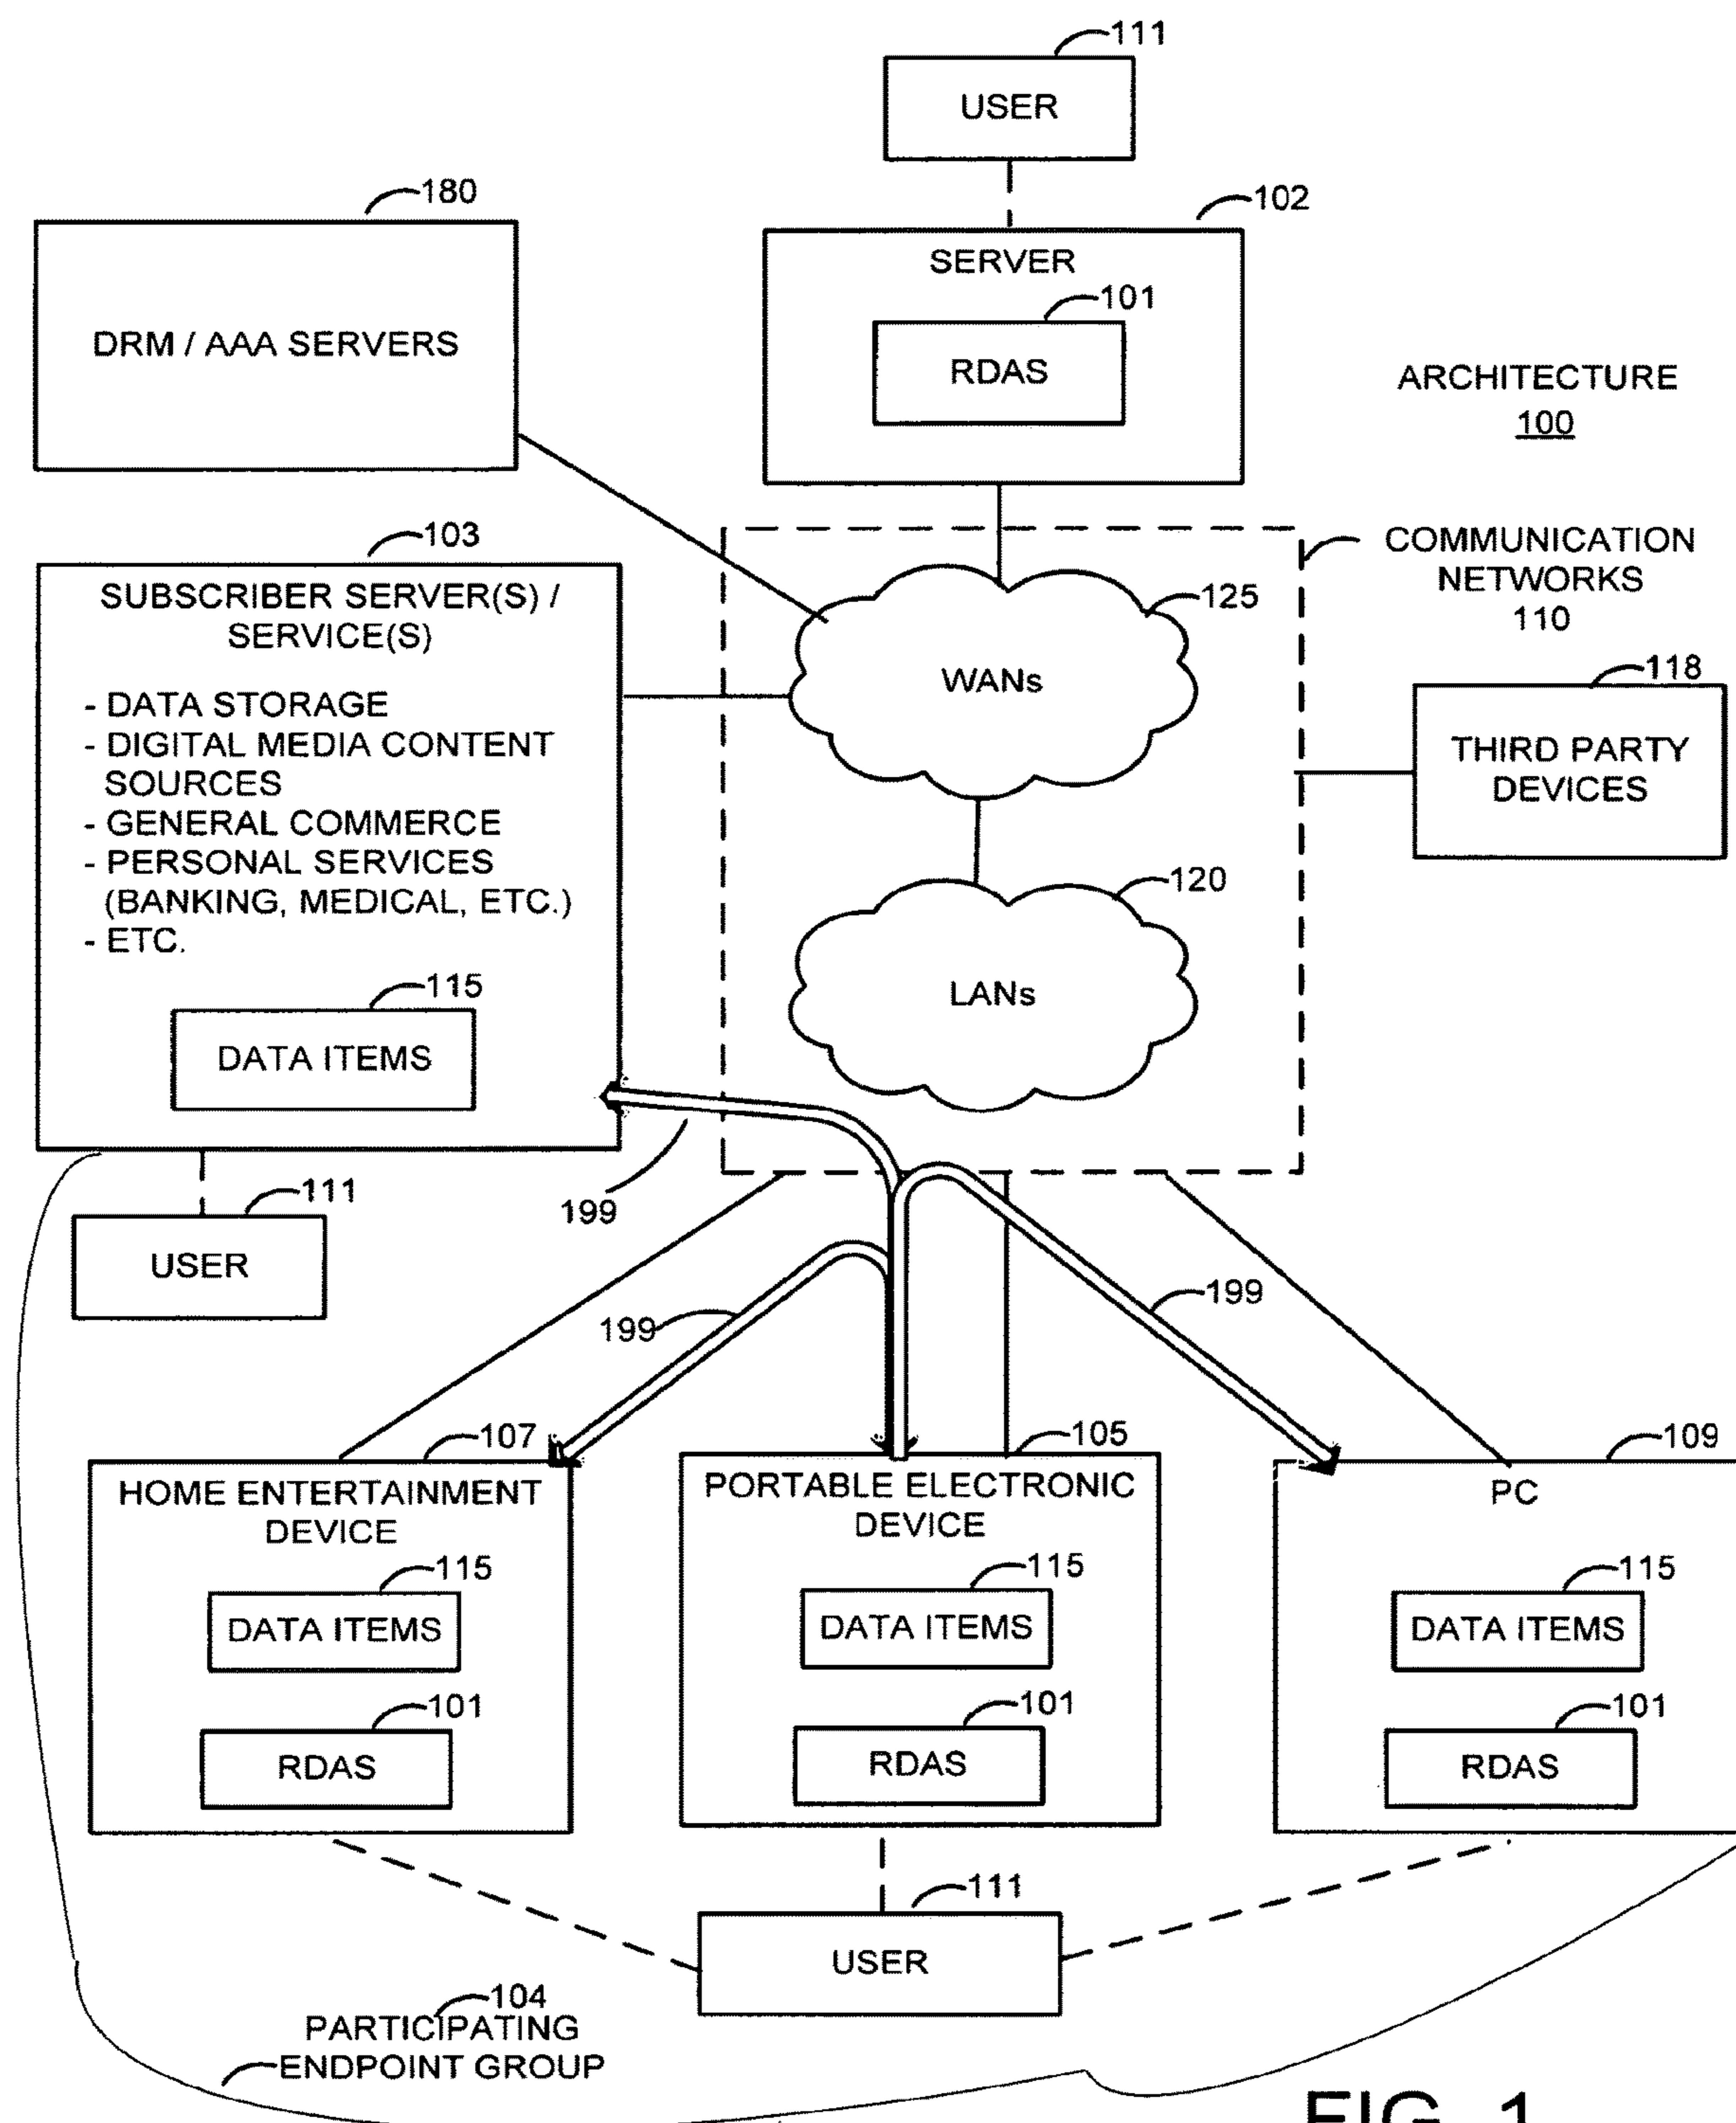 111
USER
180
102
SERVER
101
RDAS
DRM / AAA SERVERS
ARCHITECTURE
100
103
SUBSCRIBER SERVER(S) /
SERVICE(S)
- DATA STORAGE
- DIGITAL MEDIA CONTENT
SOURCES
- GENERAL COMMERCE
- PERSONAL SERVICES
(BANKING, MEDICAL, ETC.)
- ETC.
115
DATA ITEMS
COMMUNICATION
NETWORKS
110
125
WANs
118
THIRD PARTY
DEVICES
120
LANs
199
111
USER
199
199
107
HOME ENTERTAINMENT
DEVICE
115
DATA ITEMS
101
RDAS
105
PORTABLE ELECTRONIC
DEVICE
115
DATA ITEMS
101
RDAS
109
PC
115
DATA ITEMS
101
RDAS
111
USER
104
PARTICIPATING
ENDPOINT GROUP
FIG. 1